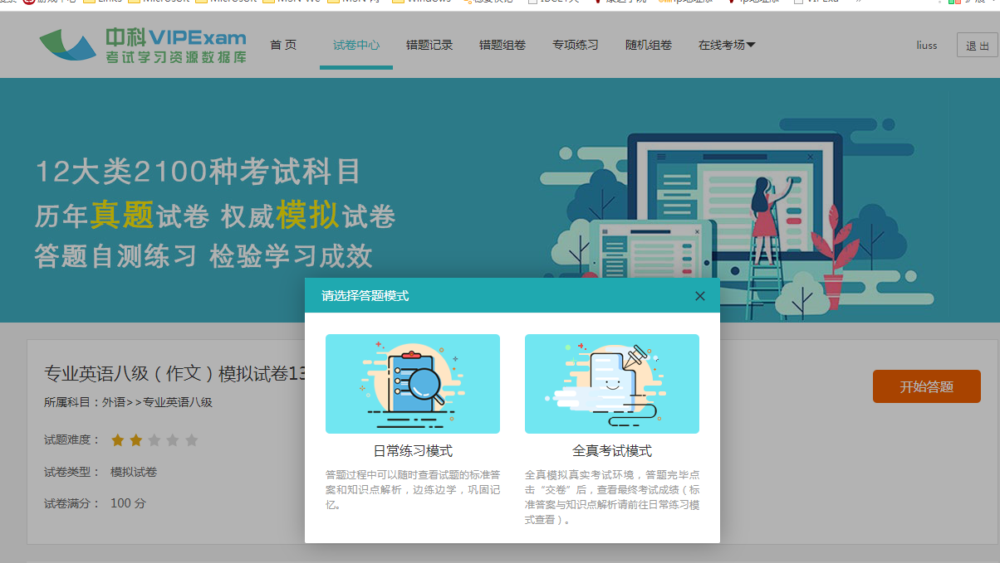 中科VIPExam
考试学习资源数据库
首 页
试卷中心
错题记录
错题组卷
专项练习
随机组卷
在线考场
liuss
退 出
12大类2100种考试科目
历年真题试卷 权威模拟试卷
答题自测练习 检验学习成效
请选择答题模式
专业英语八级（作文）模拟试卷13
所属科目：外语>>专业英语八级
开始答题
试题难度：
试卷类型： 模拟试卷
试卷满分： 100 分
日常练习模式
答题过程中可以随时查看试题的标准答
案和知识点解析，边练边学，巩固记
忆。
全真考试模式
全真模拟真实考试环境，答题完毕点
击“交卷”后，查看最终考试成绩（标
准答案与知识点解析请前往日常练习模
式查看）。